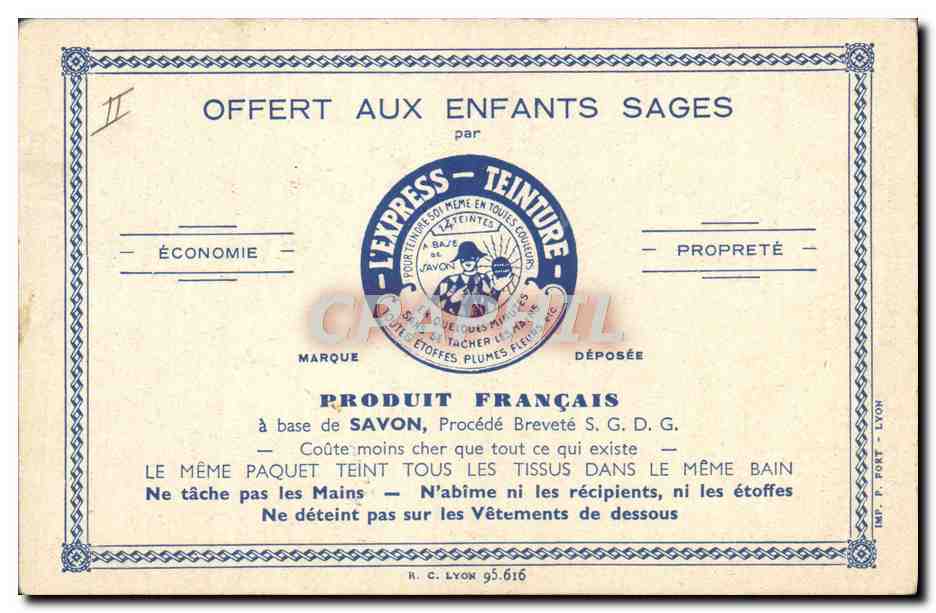 II
OFFERT AUX ENFANTS SAGES
par
L'EXPRESS — TEINTURE
POUR TEINDRE SOI MEME EN TOUTES COULEURS
14 TEINTES
A BASE
DE
SAVON
EN QUELQUES MINUTES
SANS SE TACHER LES MAINS
TOUTES ÉTOFFES, PLUMES, FLEURS, etc.
— ÉCONOMIE —
— PROPRETÉ —
CPARAMIL
MARQUE DÉPOSÉE
PRODUIT FRANÇAIS
à base de SAVON, Procédé Breveté S. G. D. G.
— Coûte moins cher que tout ce qui existe —
LE MÊME PAQUET TEINT TOUS LES TISSUS DANS LE MÊME BAIN
Ne tâche pas les Mains — N'abîme ni les récipients, ni les étoffes
Ne déteint pas sur les Vêtements de dessous
IMP. P. PORT - LYON
R. C. LYON 95.616